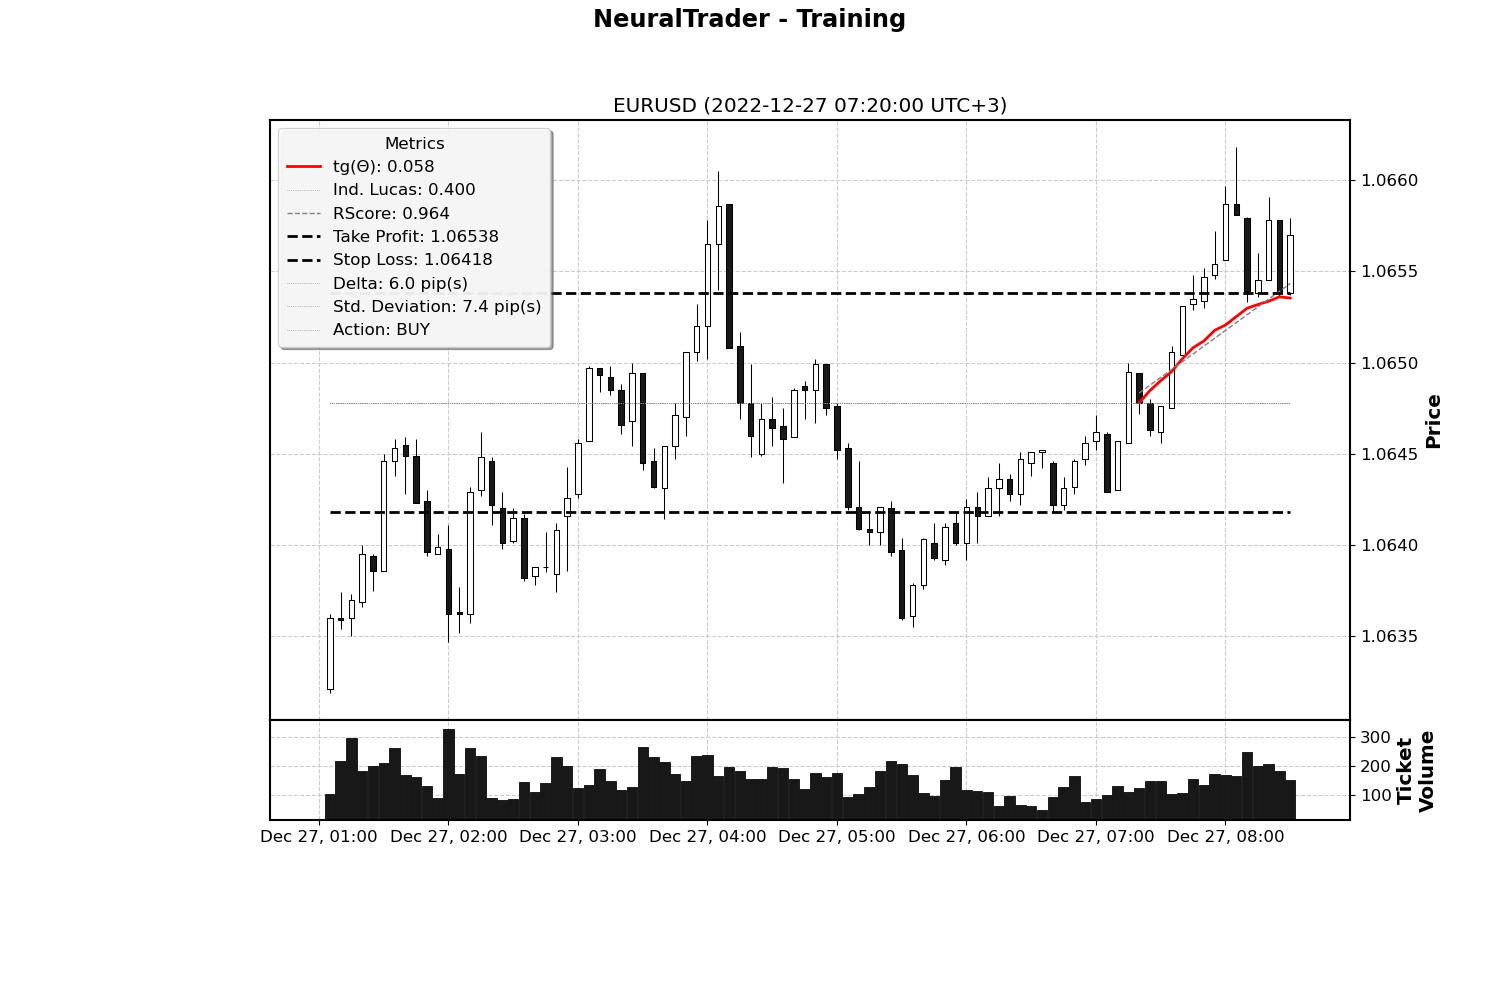 NeuralTrader - Training
EURUSD (2022-12-27 07:20:00 UTC+3)
Metrics
tg(Θ): 0.058
Ind. Lucas: 0.400
RScore: 0.964
Take Profit: 1.06538
Stop Loss: 1.06418
Delta: 6.0 pip(s)
Std. Deviation: 7.4 pip(s)
Action: BUY
1.0660
1.0655
1.0650
1.0645
1.0640
1.0635
Price
300
200
100
Ticket
Volume
Dec 27, 01:00 Dec 27, 02:00 Dec 27, 03:00 Dec 27, 04:00 Dec 27, 05:00 Dec 27, 06:00 Dec 27, 07:00 Dec 27, 08:00